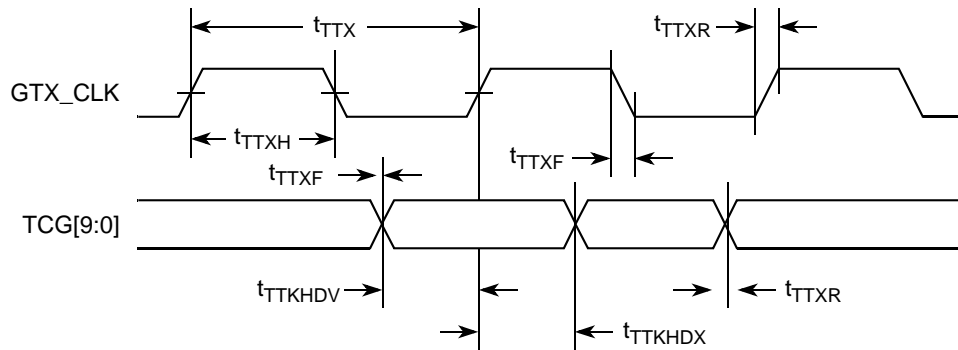 tTTX
tTTXR
GTX_CLK
tTTXH
tTTXF
tTTXF
TCG[9:0]
tTTKHDV
tTTXR
tTTKHDX